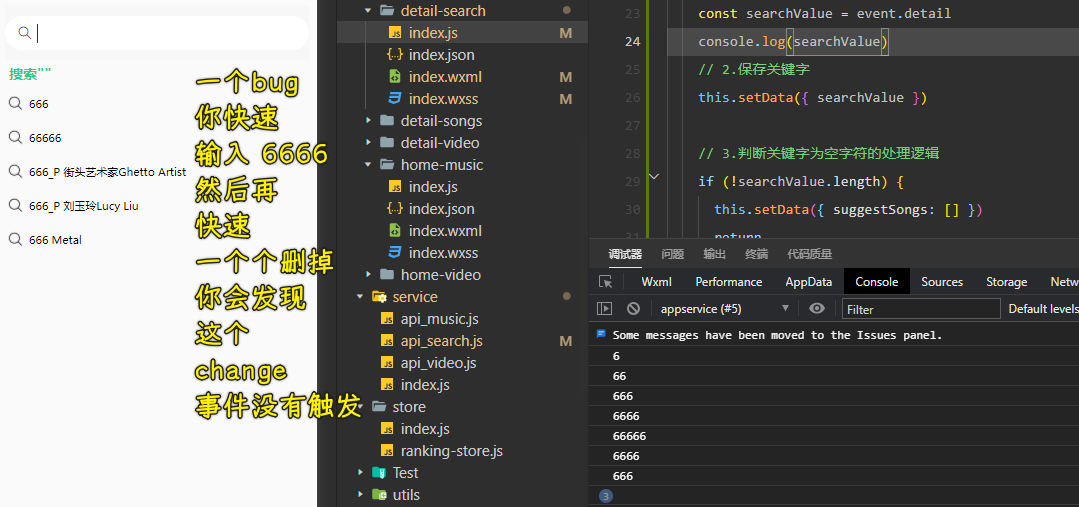 搜索""
666
66666
666_P 街头艺术家Ghetto Artist
666_P 刘玉玲Lucy Liu
666 Metal
一个bug
你快速
输入 6666
然后再
快速
一个个删掉
你会发现
这个
change
事件没有触发
detail-search
index.js M
index.json
index.wxml M
index.wxss M
detail-songs
detail-video
home-music
index.js
index.json
index.wxml
index.wxss
home-video
service
api_music.js
api_search.js M
api_video.js
index.js
store
index.js
ranking-store.js
Test
utils
23 const searchValue = event.detail
24 console.log(searchValue)
25 // 2.保存关键字
26 this.setData({ searchValue })
27
28 // 3.判断关键字为空字符的处理逻辑
29 if (!searchValue.length) {
30 this.setData({ suggestSongs: [] })
31 return
调试器 问题 输出 终端 代码质量
Wxml Performance AppData Console Sources Storage Netw
appservice (#5) Filter Default levels
Some messages have been moved to the Issues panel.
6
66
666
6666
66666
6666
666
3